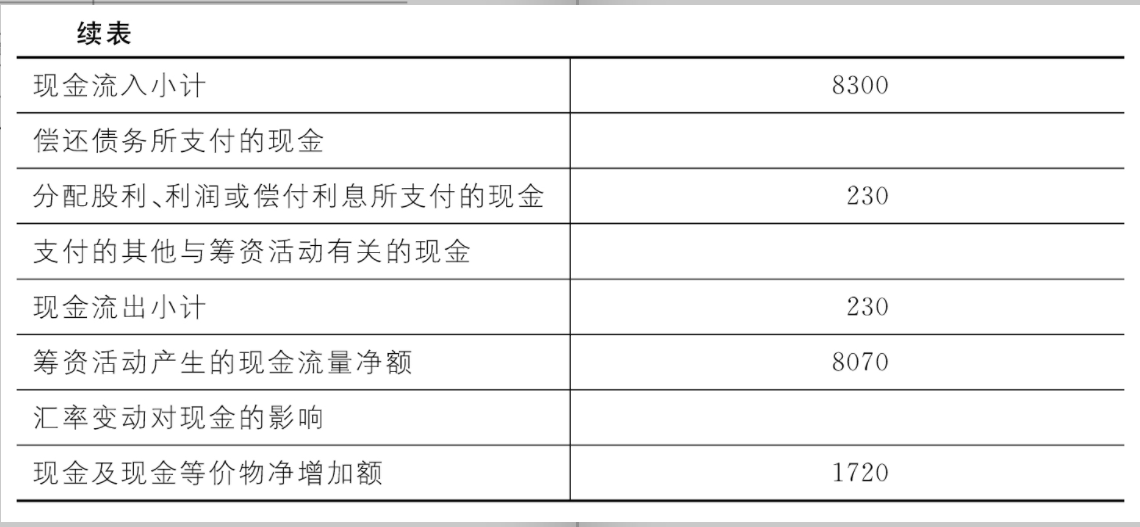 续表
现金流入小计 8300
偿还债务所支付的现金
分配股利、利润或偿付利息所支付的现金 230
支付的其他与筹资活动有关的现金
现金流出小计 230
筹资活动产生的现金流量净额 8070
汇率变动对现金的影响
现金及现金等价物净增加额 1720